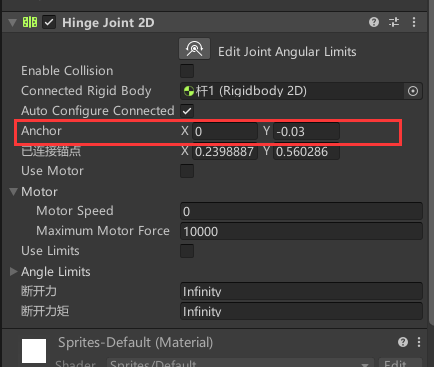 Hinge Joint 2D
Edit Joint Angular Limits
Enable Collision
Connected Rigid Body 杆1 (Rigidbody 2D)
Auto Configure Connected
Anchor X 0 Y -0.03
已连接锚点 X 0.2398887 Y 0.560286
Use Motor
Motor
Motor Speed 0
Maximum Motor Force 10000
Use Limits
Angle Limits
断开力 Infinity
断开力矩 Infinity
Sprites-Default (Material)
Shader Sprites/Default Edit...